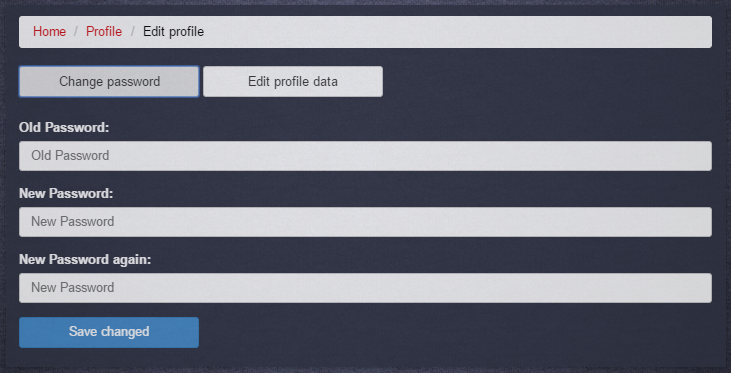 Home / Profile / Edit profile
Change password Edit profile data
Old Password:
Old Password
New Password:
New Password
New Password again:
New Password
Save changed